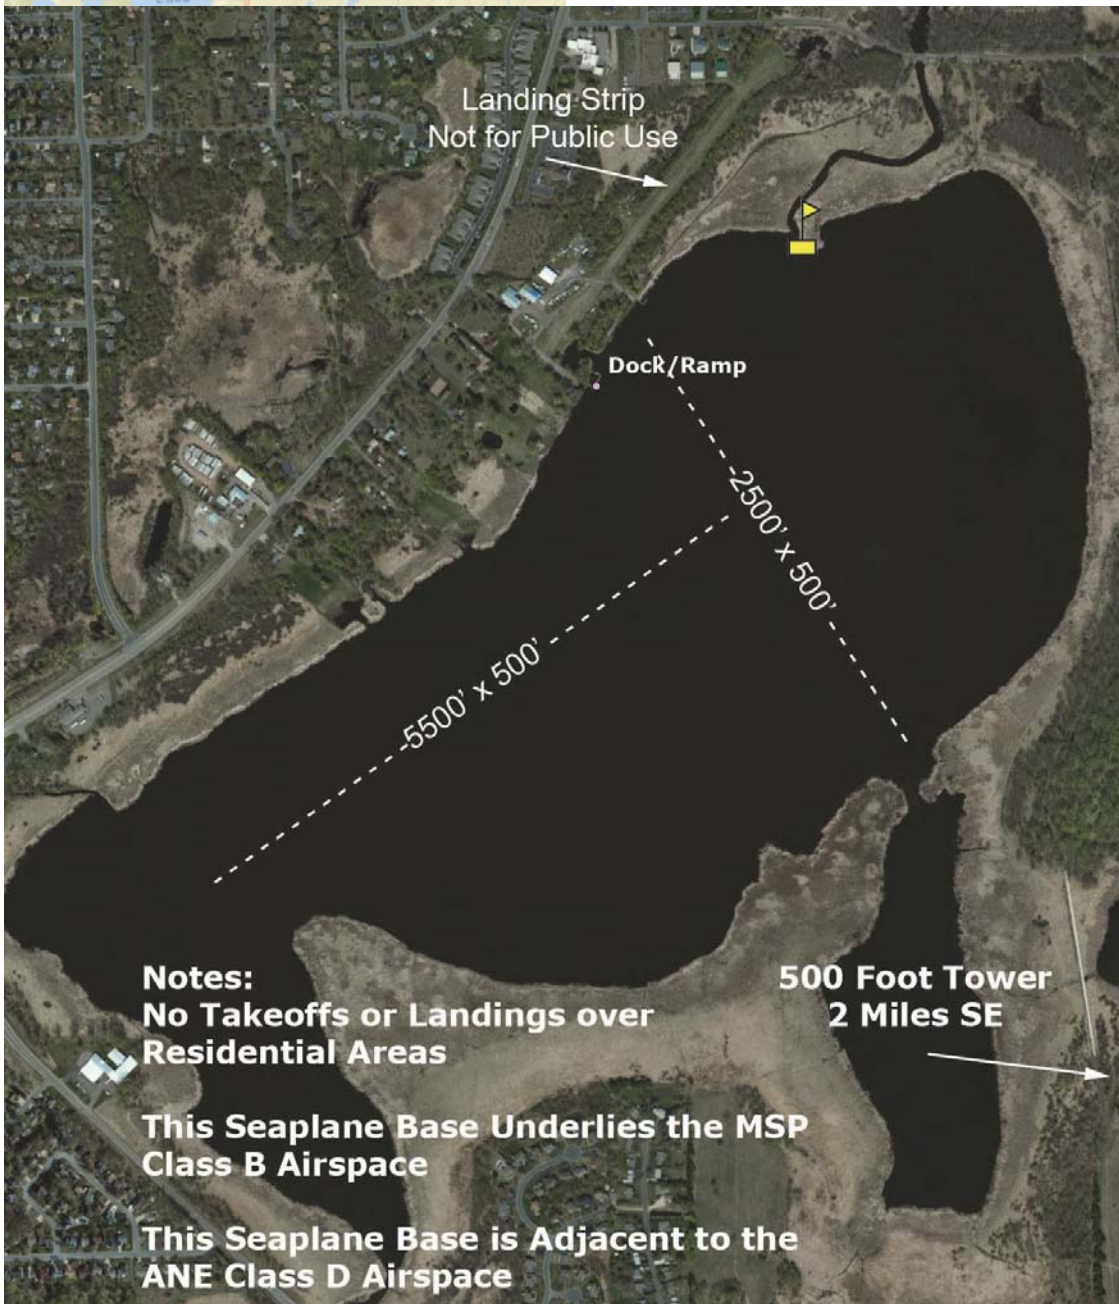 Landing Strip
Not for Public Use
Dock/Ramp
2500' x 500'
5500' x 500'
Notes:
No Takeoffs or Landings over
Residential Areas
500 Foot Tower
2 Miles SE
This Seaplane Base Underlies the MSP
Class B Airspace
This Seaplane Base is Adjacent to the
ANE Class D Airspace